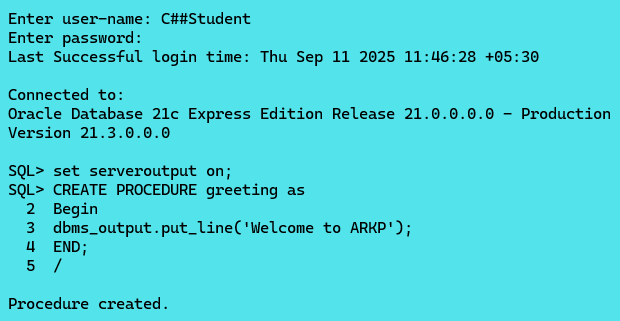 Enter user-name: C##Student
Enter password:
Last Successful login time: Thu Sep 11 2025 11:46:28 +05:30
Connected to:
Oracle Database 21c Express Edition Release 21.0.0.0.0 - Production
Version 21.3.0.0.0
SQL> set serveroutput on;
SQL> CREATE PROCEDURE greeting as
  2  Begin
  3  dbms_output.put_line('Welcome to ARKP');
  4  END;
  5  /
Procedure created.